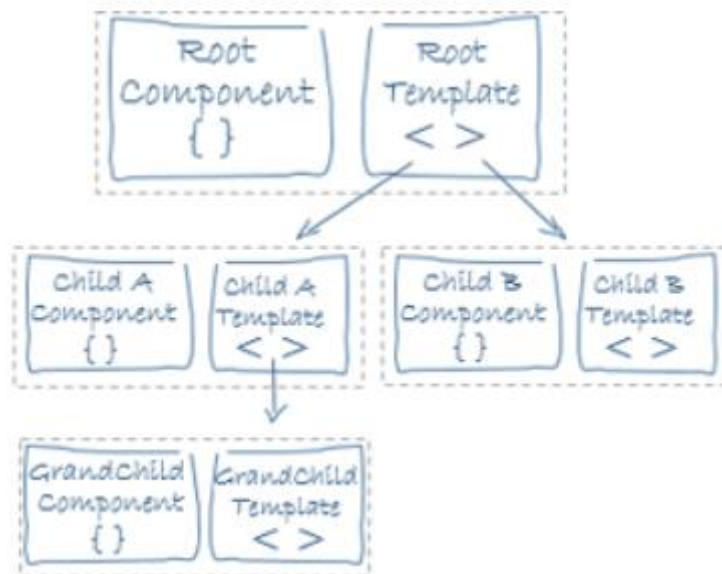 Root
Component
{ }
Root
Template
< >
Child A
Component
{ }
Child A
Template
< >
Child B
Component
{ }
Child B
Template
< >
GrandChild
Component
{ }
GrandChild
Template
< >